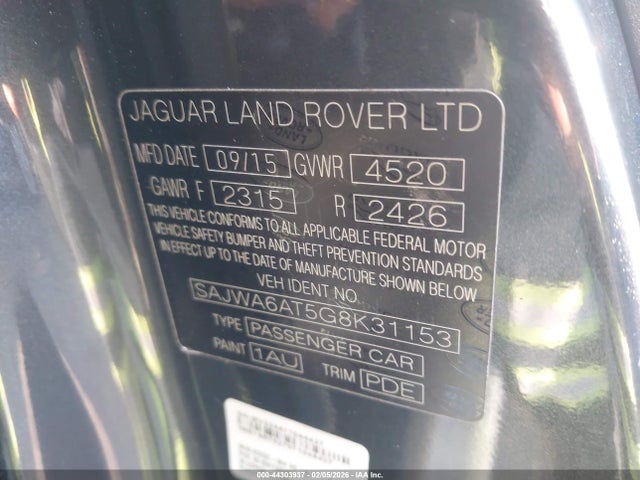 JAGUAR LAND ROVER LTD
MFD DATE 09/15 GVWR 4520
GAWR F 2315 R 2426
THIS VEHICLE CONFORMS TO ALL APPLICABLE FEDERAL MOTOR
VEHICLE SAFETY BUMPER AND THEFT PREVENTION STANDARDS
IN EFFECT UP TO THE DATE OF MANUFACTURE SHOWN BELOW
VEH IDENT NO.
SAJWA6AT5G8K31153
TYPE PASSENGER CAR
PAINT 1AU TRIM PDE
000-44303937 - 02/05/2026 - IAA Inc.